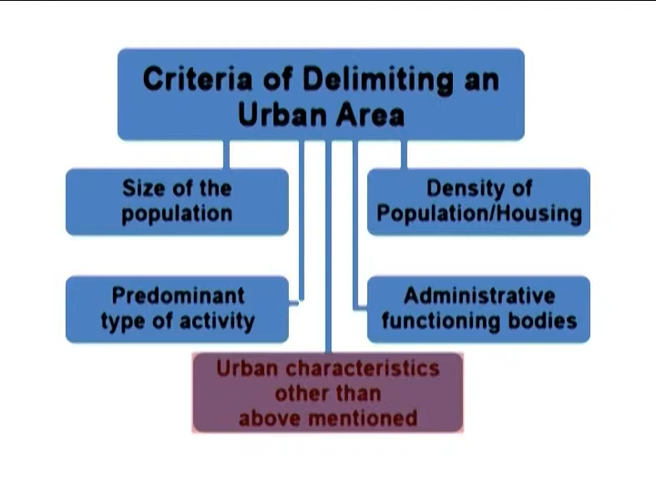 Criteria of Delimiting an
Urban Area
Size of the
population
Density of
Population/Housing
Predominant
type of activity
Administrative
functioning bodies
Urban characteristics
other than
above mentioned